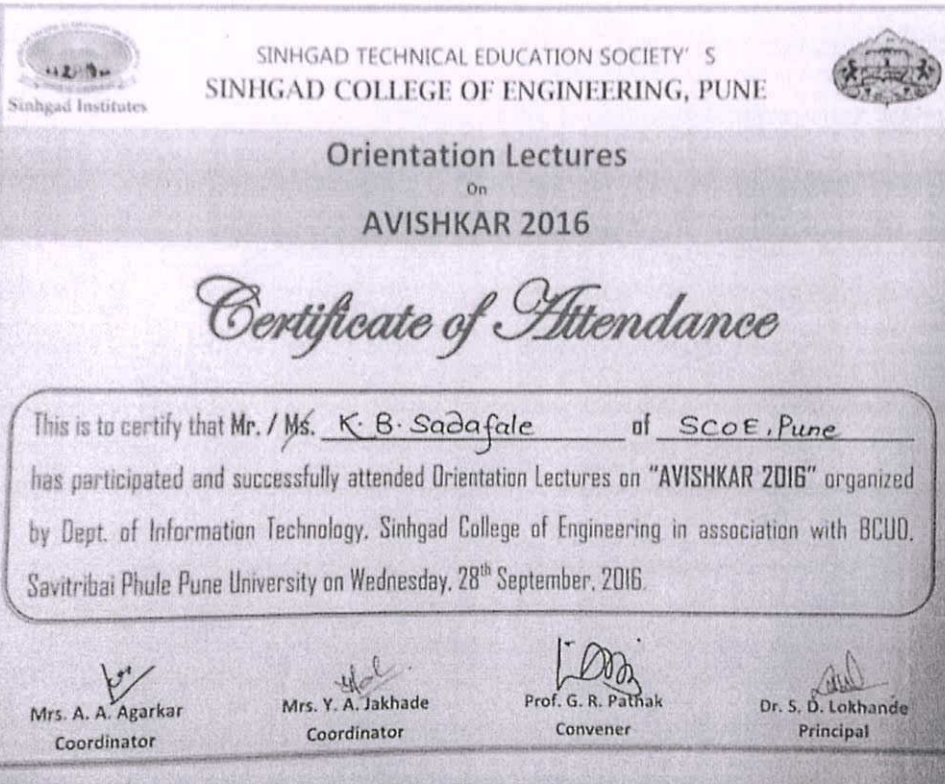 SINHGAD TECHNICAL EDUCATION SOCIETY' S
Sinhgad Institutes
SINHGAD COLLEGE OF ENGINEERING, PUNE
Orientation Lectures
On
AVISHKAR 2016
Certificate of Attendance
This is to certify that Mr. / Ms. K. B. Sadafale of SCOE, Pune
has participated and successfully attended Orientation Lectures on "AVISHKAR 2016" organized
by Dept. of Information Technology, Sinhgad College of Engineering in association with BCUD,
Savitribai Phule Pune University on Wednesday, 28th September, 2016.
Mrs. A. A. Agarkar
Coordinator
Mrs. Y. A. Jakhade
Coordinator
Prof. G. R. Pathak
Convener
Dr. S. D. Lokhande
Principal